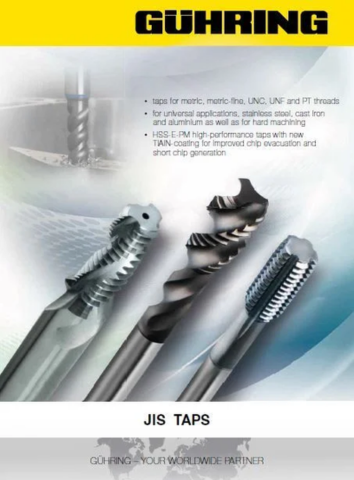 GÜHRING
• taps for metric, metric-fine, UNC, UNF and PT threads
• for universal applications, stainless steel, cast iron
and aluminium as well as for hard machining
• HSS-E-PM high-performance taps with new
TiAlN-coating for improved chip evacuation and
short chip generation
JIS TAPS
GÜHRING – YOUR WORLDWIDE PARTNER